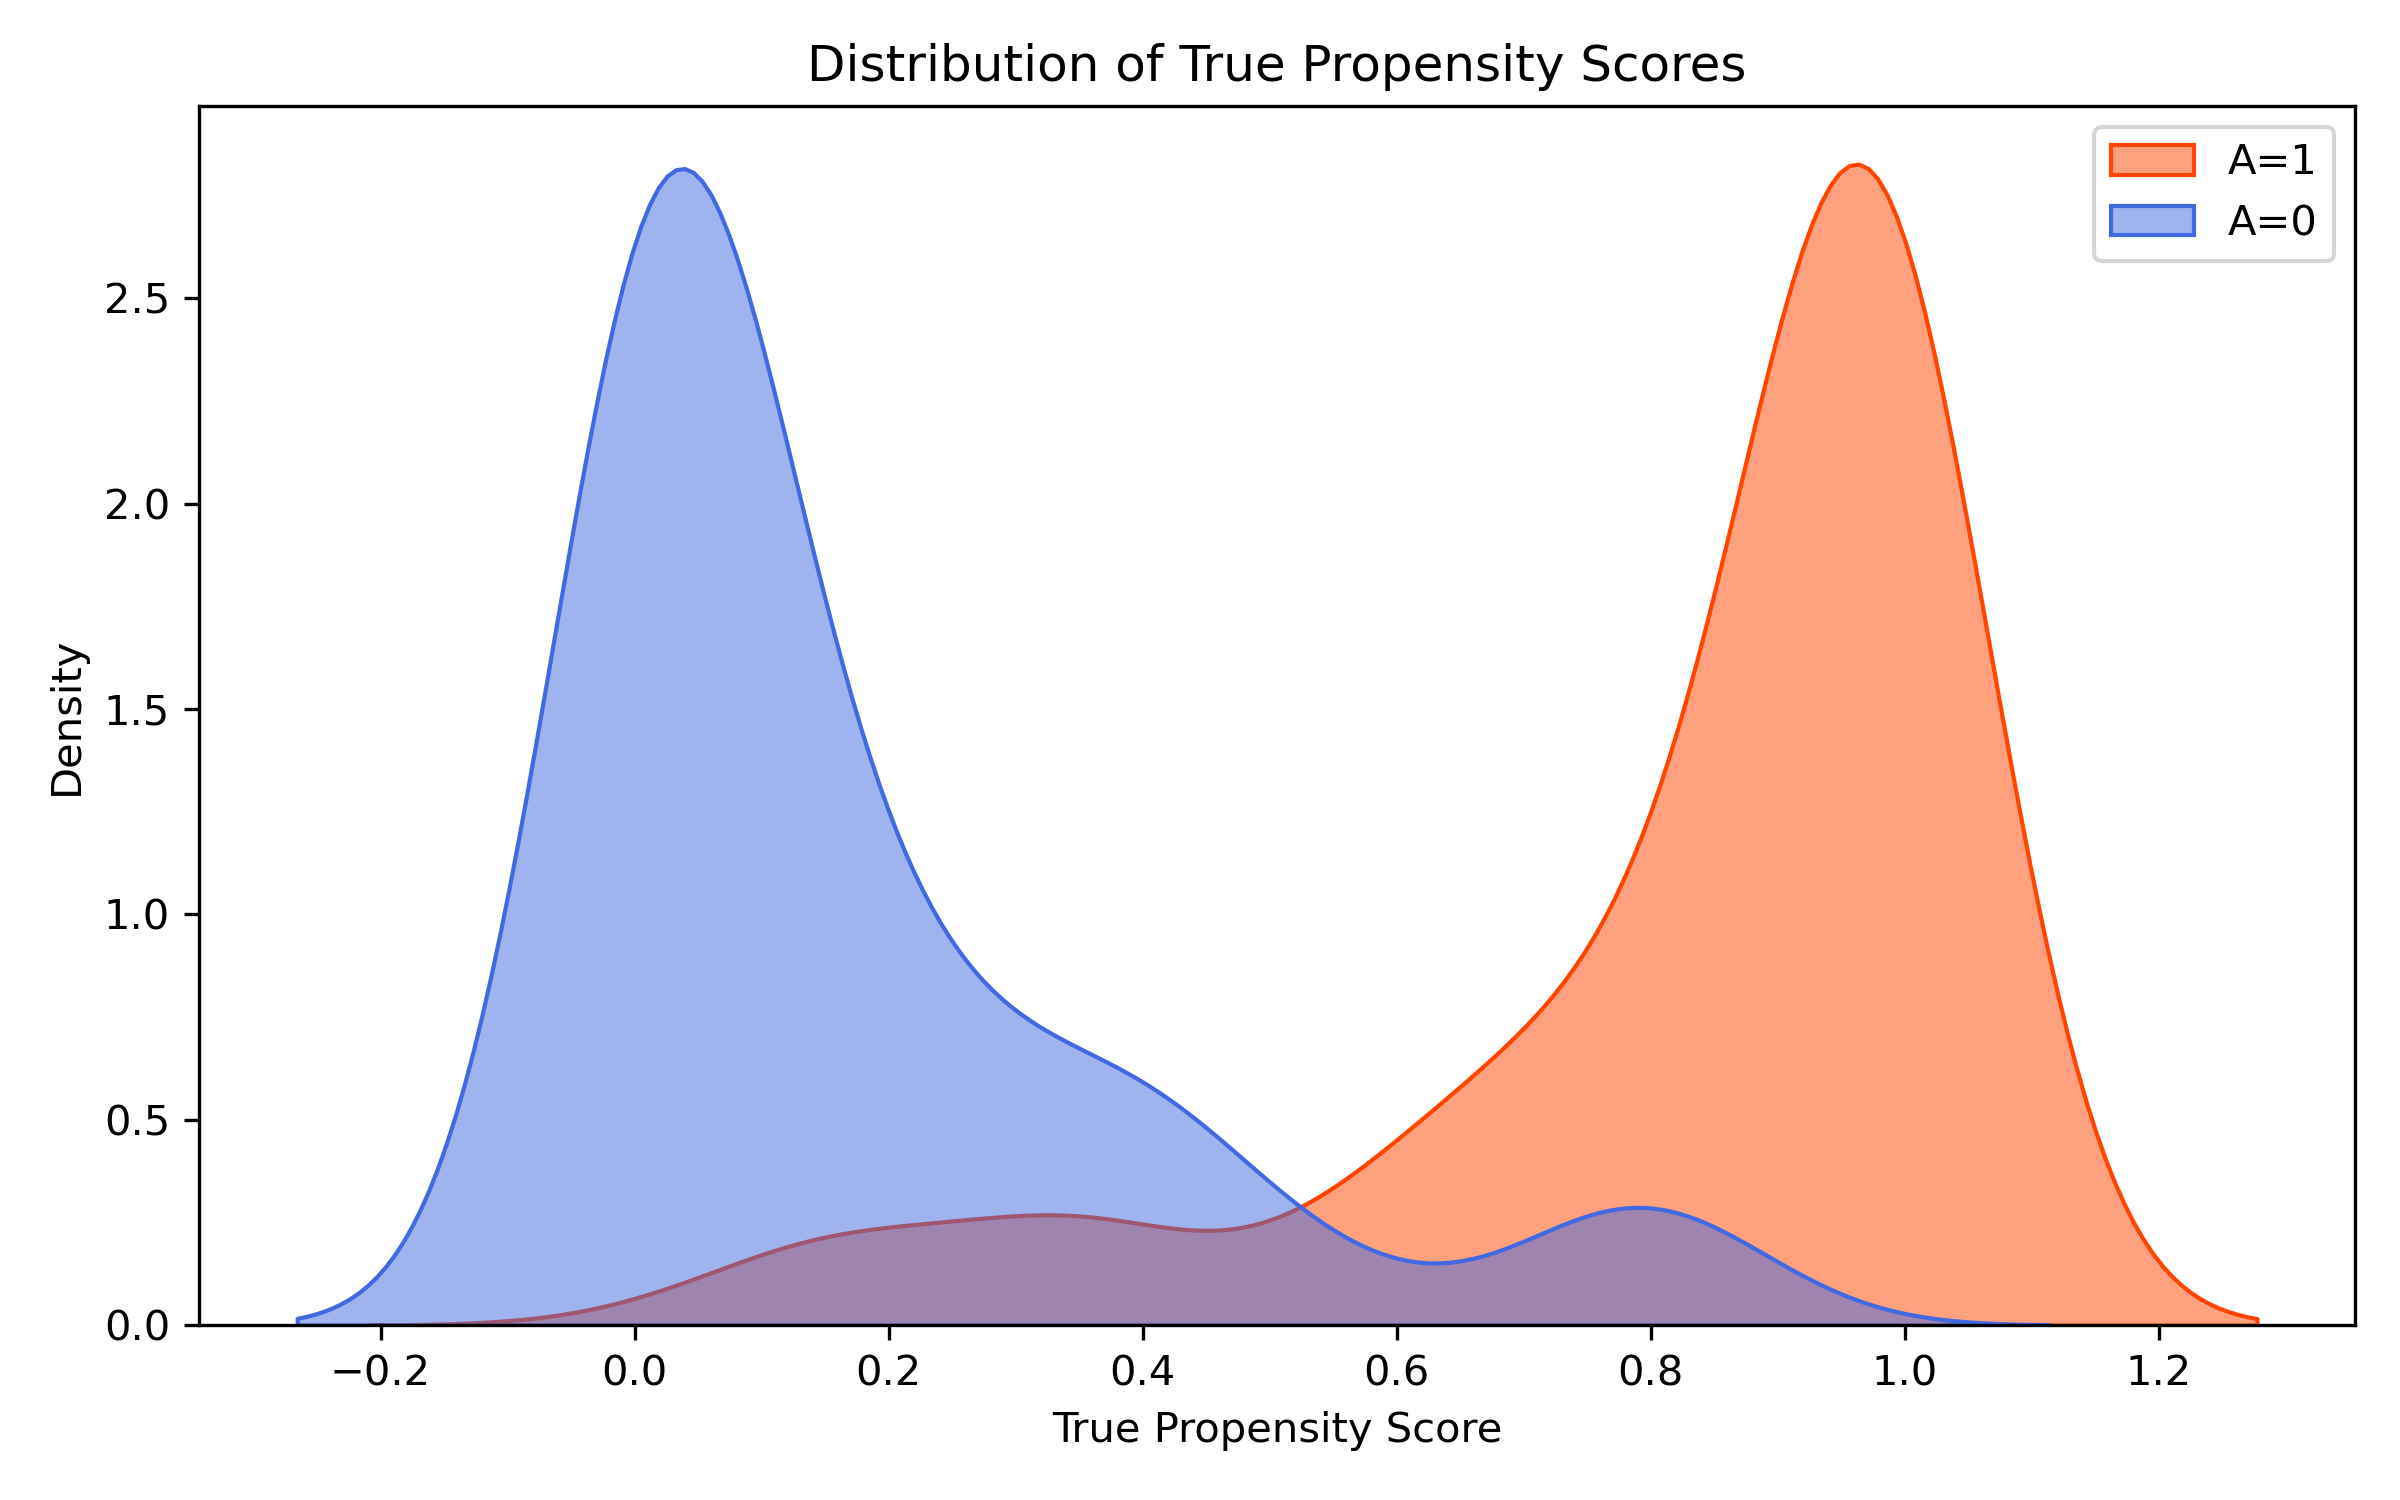 Distribution of True Propensity Scores
A=1
A=0
Density
2.5
2.0
1.5
1.0
0.5
0.0
−0.2 0.0 0.2 0.4 0.6 0.8 1.0 1.2
True Propensity Score